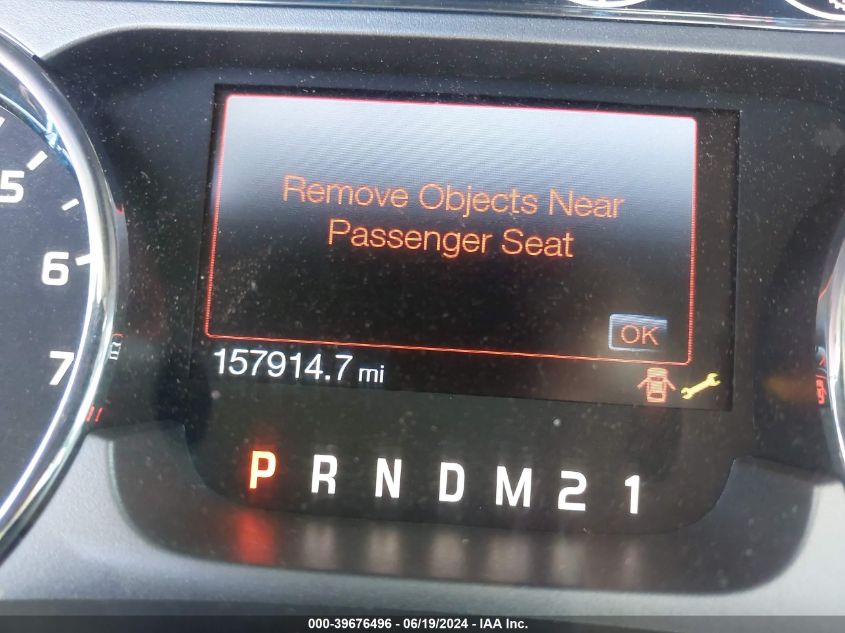 Remove Objects Near
Passenger Seat
OK
157914.7 mi
5
6
7
P R N D M 2 1
000-39676496 - 06/19/2024 - IAA Inc.